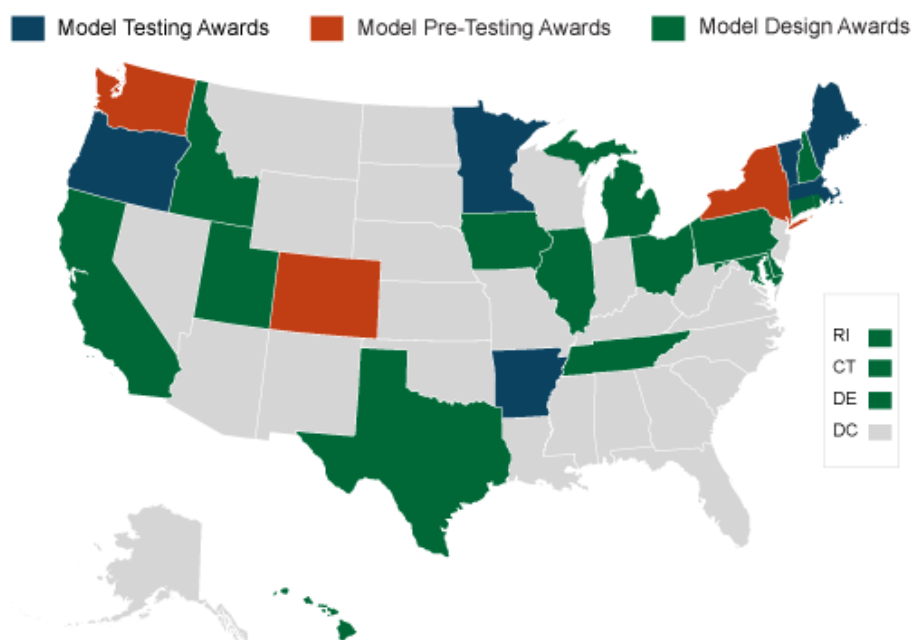 Model Testing Awards Model Pre-Testing Awards Model Design Awards
RI
CT
DE
DC